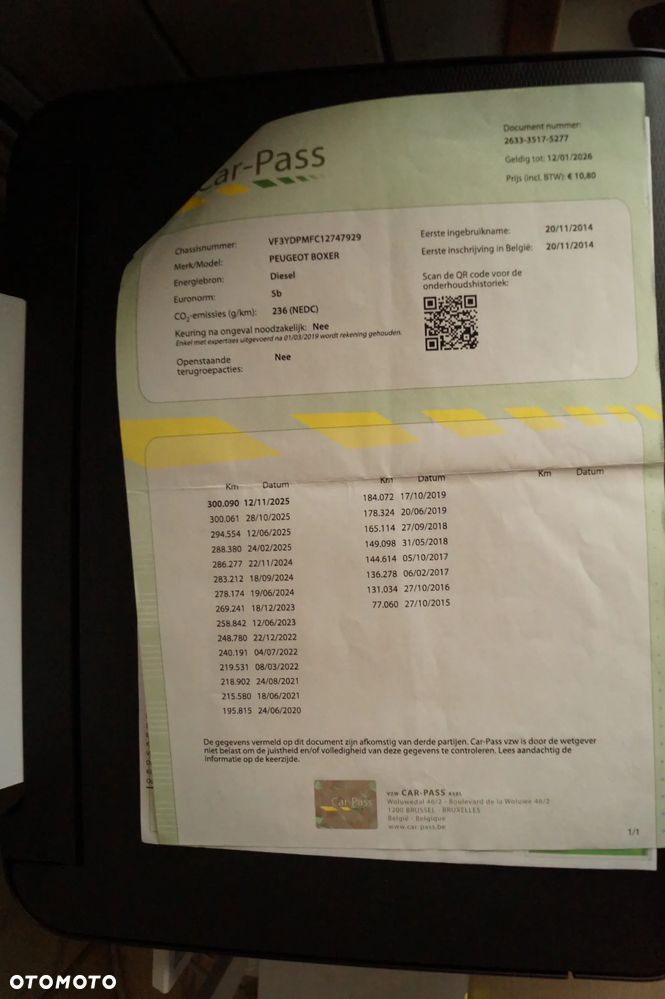 Car-Pass
Document nummer:
2633-3517-5277
Geldig tot: 12/01/2026
Prijs (incl. BTW): € 10,80
Chassisnummer: VF3YDPMFC12747929
Merk/Model: PEUGEOT BOXER
Energiebron: Diesel
Euronorm: 5b
CO2-emissies (g/km): 236 (NEDC)
Keuring na ongeval noodzakelijk: Nee
Enkel met expertises uitgevoerd na 01/03/2019 wordt rekening gehouden.
Openstaande terugroepacties: Nee
Eerste ingebruikname: 20/11/2014
Eerste inschrijving in België: 20/11/2014
Scan de QR code voor de
onderhoudshistoriek:
Km Datum
300.090 12/11/2025
300.061 28/10/2025
294.554 12/06/2025
288.380 24/02/2025
286.277 22/11/2024
283.212 18/09/2024
278.174 19/06/2024
269.241 18/12/2023
258.842 12/06/2023
248.780 22/12/2022
240.191 04/07/2022
219.531 08/03/2022
218.902 24/08/2021
215.580 18/06/2021
195.815 24/06/2020
Km Datum
184.072 17/10/2019
178.324 20/06/2019
165.114 27/09/2018
149.098 31/05/2018
144.614 05/10/2017
136.278 06/02/2017
131.034 27/10/2016
77.060 27/10/2015
Km Datum
De gegevens vermeld op dit document zijn afkomstig van derde partijen. Car-Pass vzw is door de wetgever
niet belast om de juistheid en/of volledigheid van deze gegevens te controleren. Lees aandachtig de
informatie op de keerzijde.
Car-Pass
VZW CAR-PASS ASBL
Woluwedal 46/2 - Boulevard de la Woluwe 46/2
1200 BRUSSEL - BRUXELLES
België - Belgique
www.car-pass.be
1/1
OTOMOTO